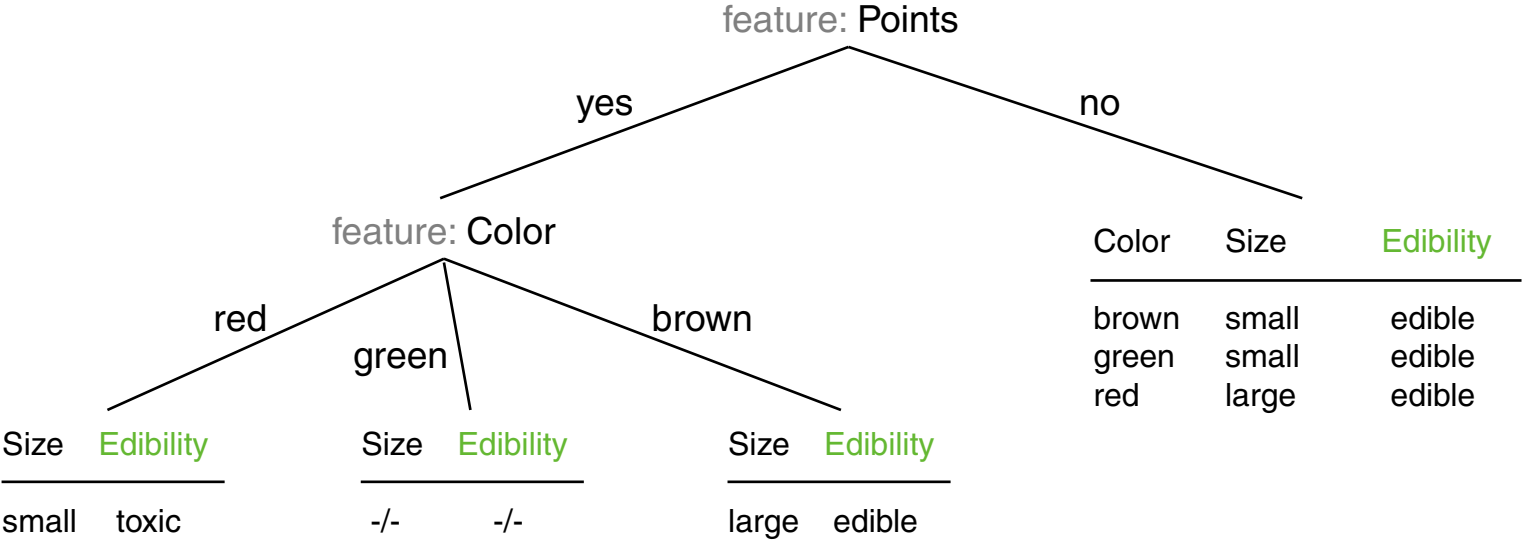 feature: Points
yes
no
feature: Color
red
green
brown
Color Size Edibility
brown small edible
green small edible
red large edible
Size Edibility
small toxic
Size Edibility
-/- -/-
Size Edibility
large edible